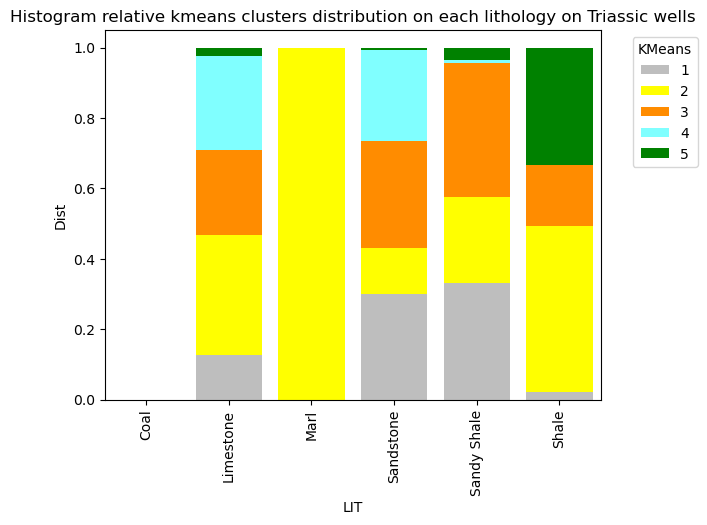 Histogram relative kmeans clusters distribution on each lithology on Triassic wells
KMeans
1
2
3
4
5
Dist
1.0
0.8
0.6
0.4
0.2
0.0
Coal
Limestone
Marl
Sandstone
Sandy Shale
Shale
LIT